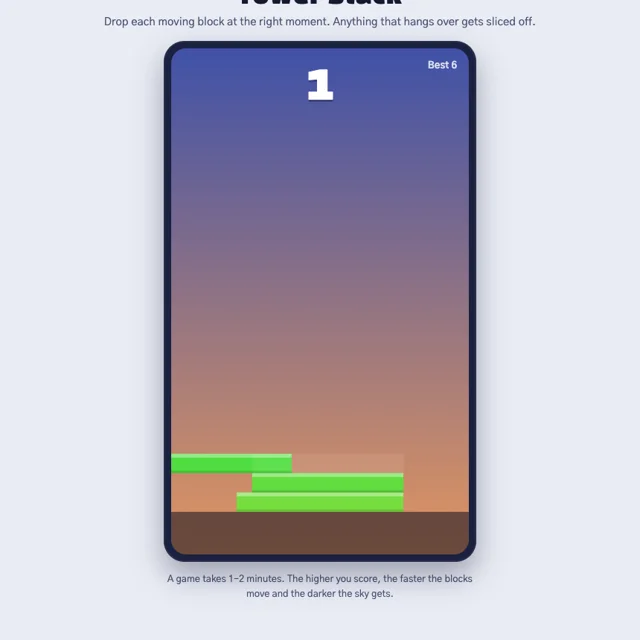 Tower Stack
Drop each moving block at the right moment. Anything that hangs over gets sliced off.
Best 6
1
A game takes 1–2 minutes. The higher you score, the faster the blocks
move and the darker the sky gets.